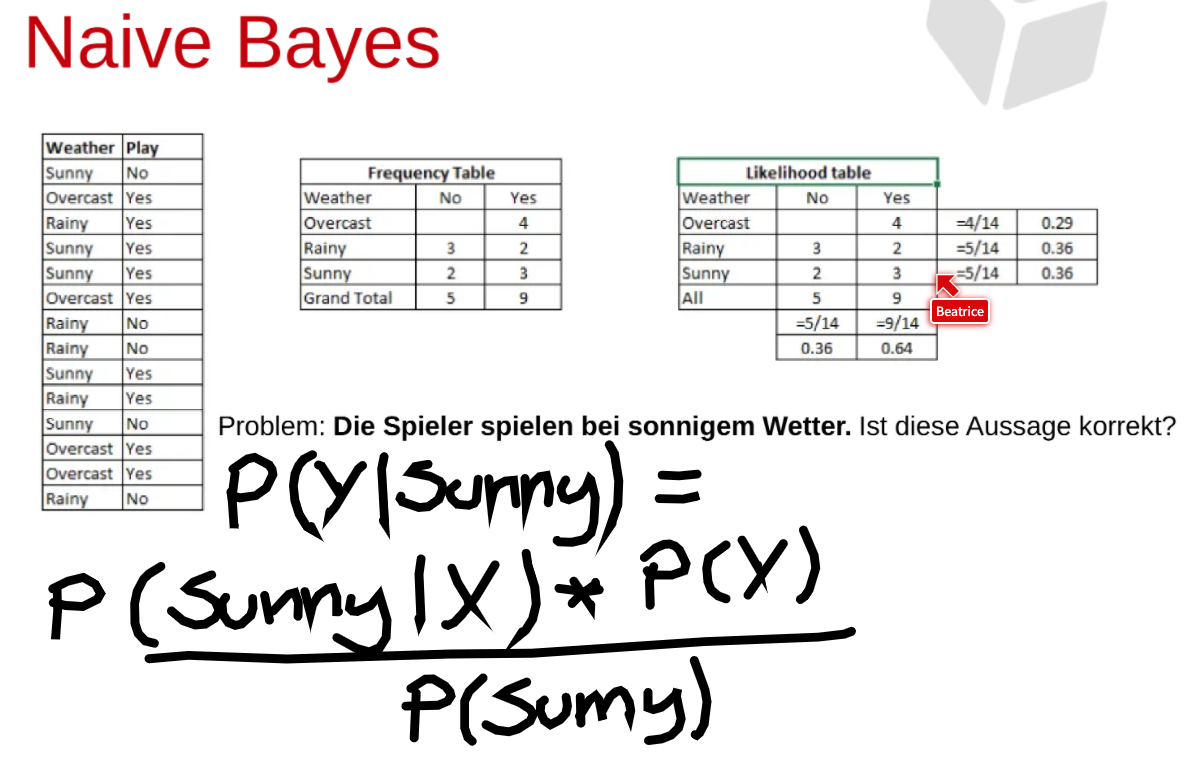 Naive Bayes
Weather Play
Sunny No
Overcast Yes
Rainy Yes
Sunny Yes
Sunny Yes
Overcast Yes
Rainy No
Rainy No
Sunny Yes
Rainy Yes
Sunny No
Overcast Yes
Overcast Yes
Rainy No
Frequency Table
Weather No Yes
Overcast 4
Rainy 3 2
Sunny 2 3
Grand Total 5 9
Likelihood table
Weather No Yes
Overcast 4 =4/14 0.29
Rainy 3 2 =5/14 0.36
Sunny 2 3 =5/14 0.36
All 5 9
=5/14 =9/14
0.36 0.64
Beatrice
Problem: Die Spieler spielen bei sonnigem Wetter. Ist diese Aussage korrekt?
P(Y|Sunny) =
P(Sunny|X) * P(X)
P(Sumy)